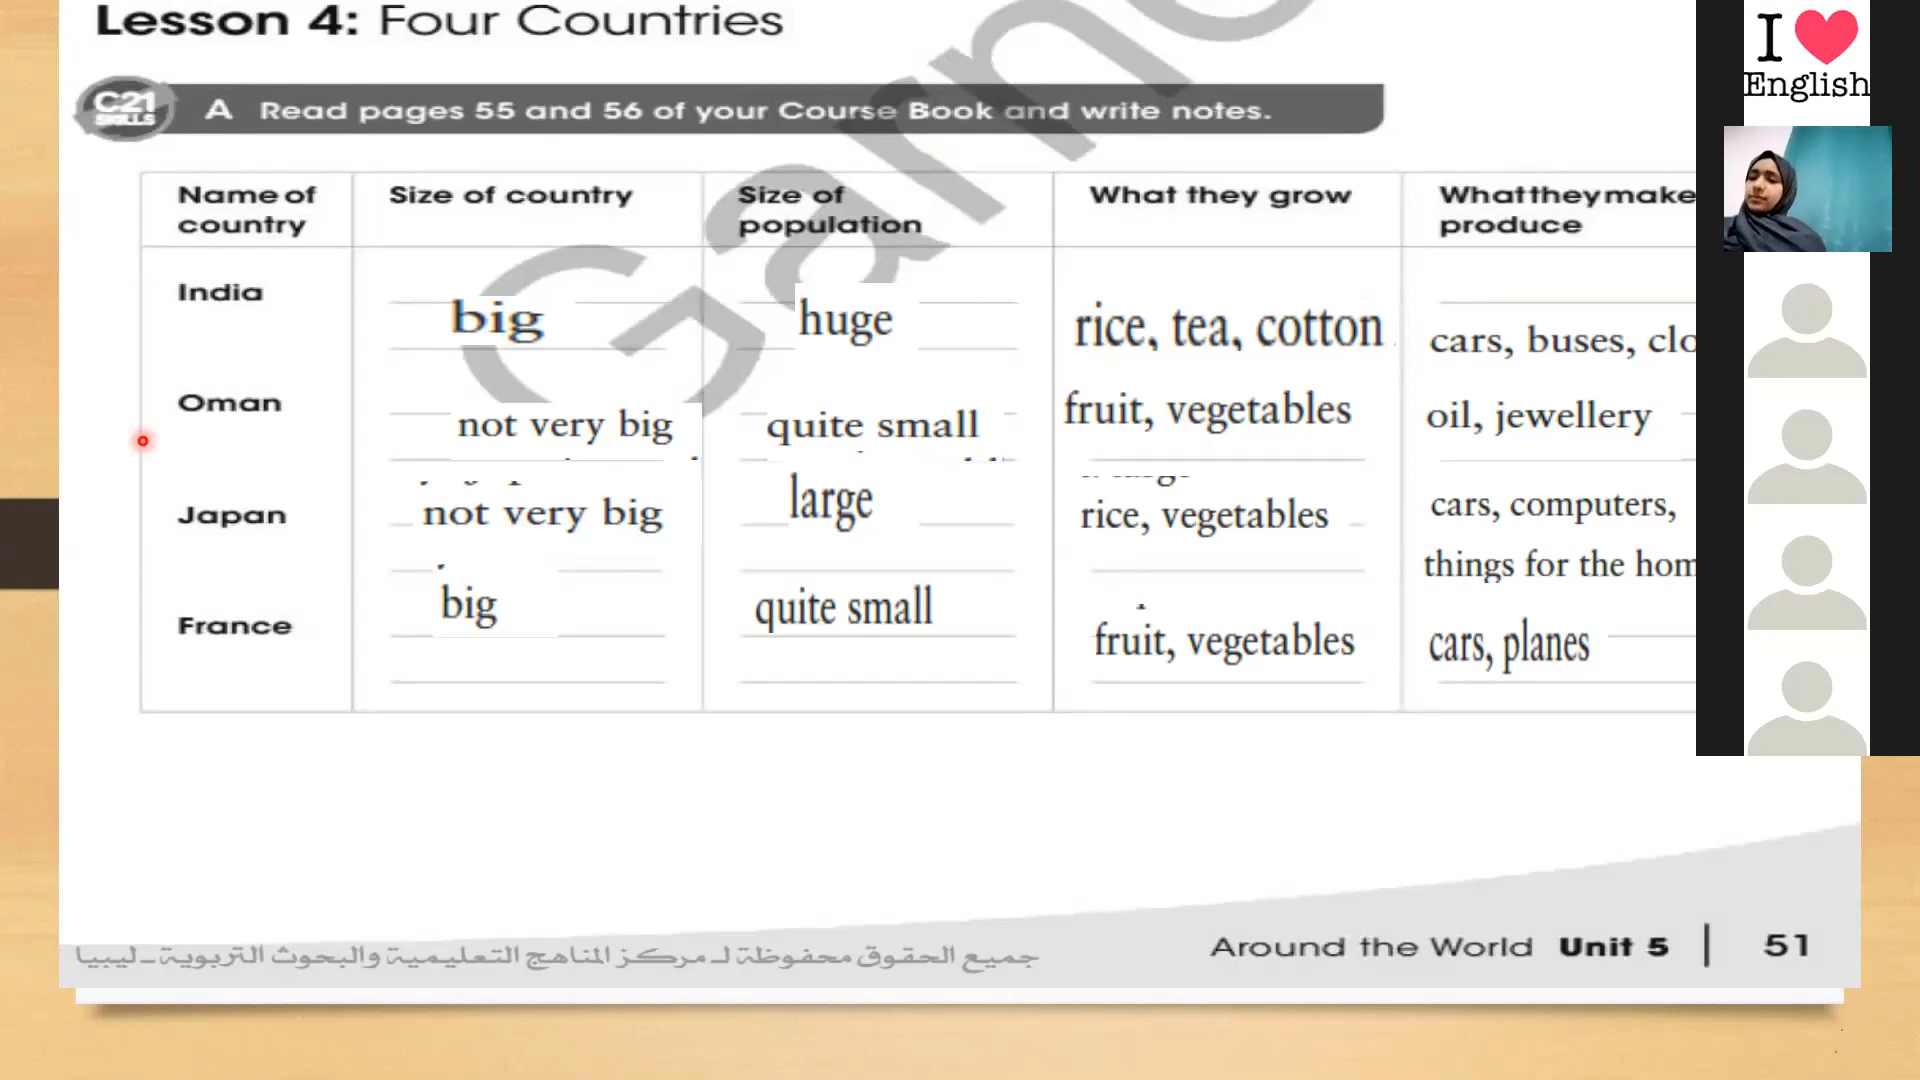 Lesson 4: Four Countries
C21
SKILLS
A Read pages 55 and 56 of your Course Book and write notes.
Name of country Size of country Size of population What they grow What they make produce
India big huge rice, tea, cotton cars, buses, clo
Oman not very big quite small fruit, vegetables oil, jewellery
Japan not very big large rice, vegetables cars, computers, things for the hom
France big quite small fruit, vegetables cars, planes
جميع الحقوق محفوظة لـ مركز المناهج التعليمية والبحوث التربوية - ليبيا
Around the World Unit 5 | 51
I
English